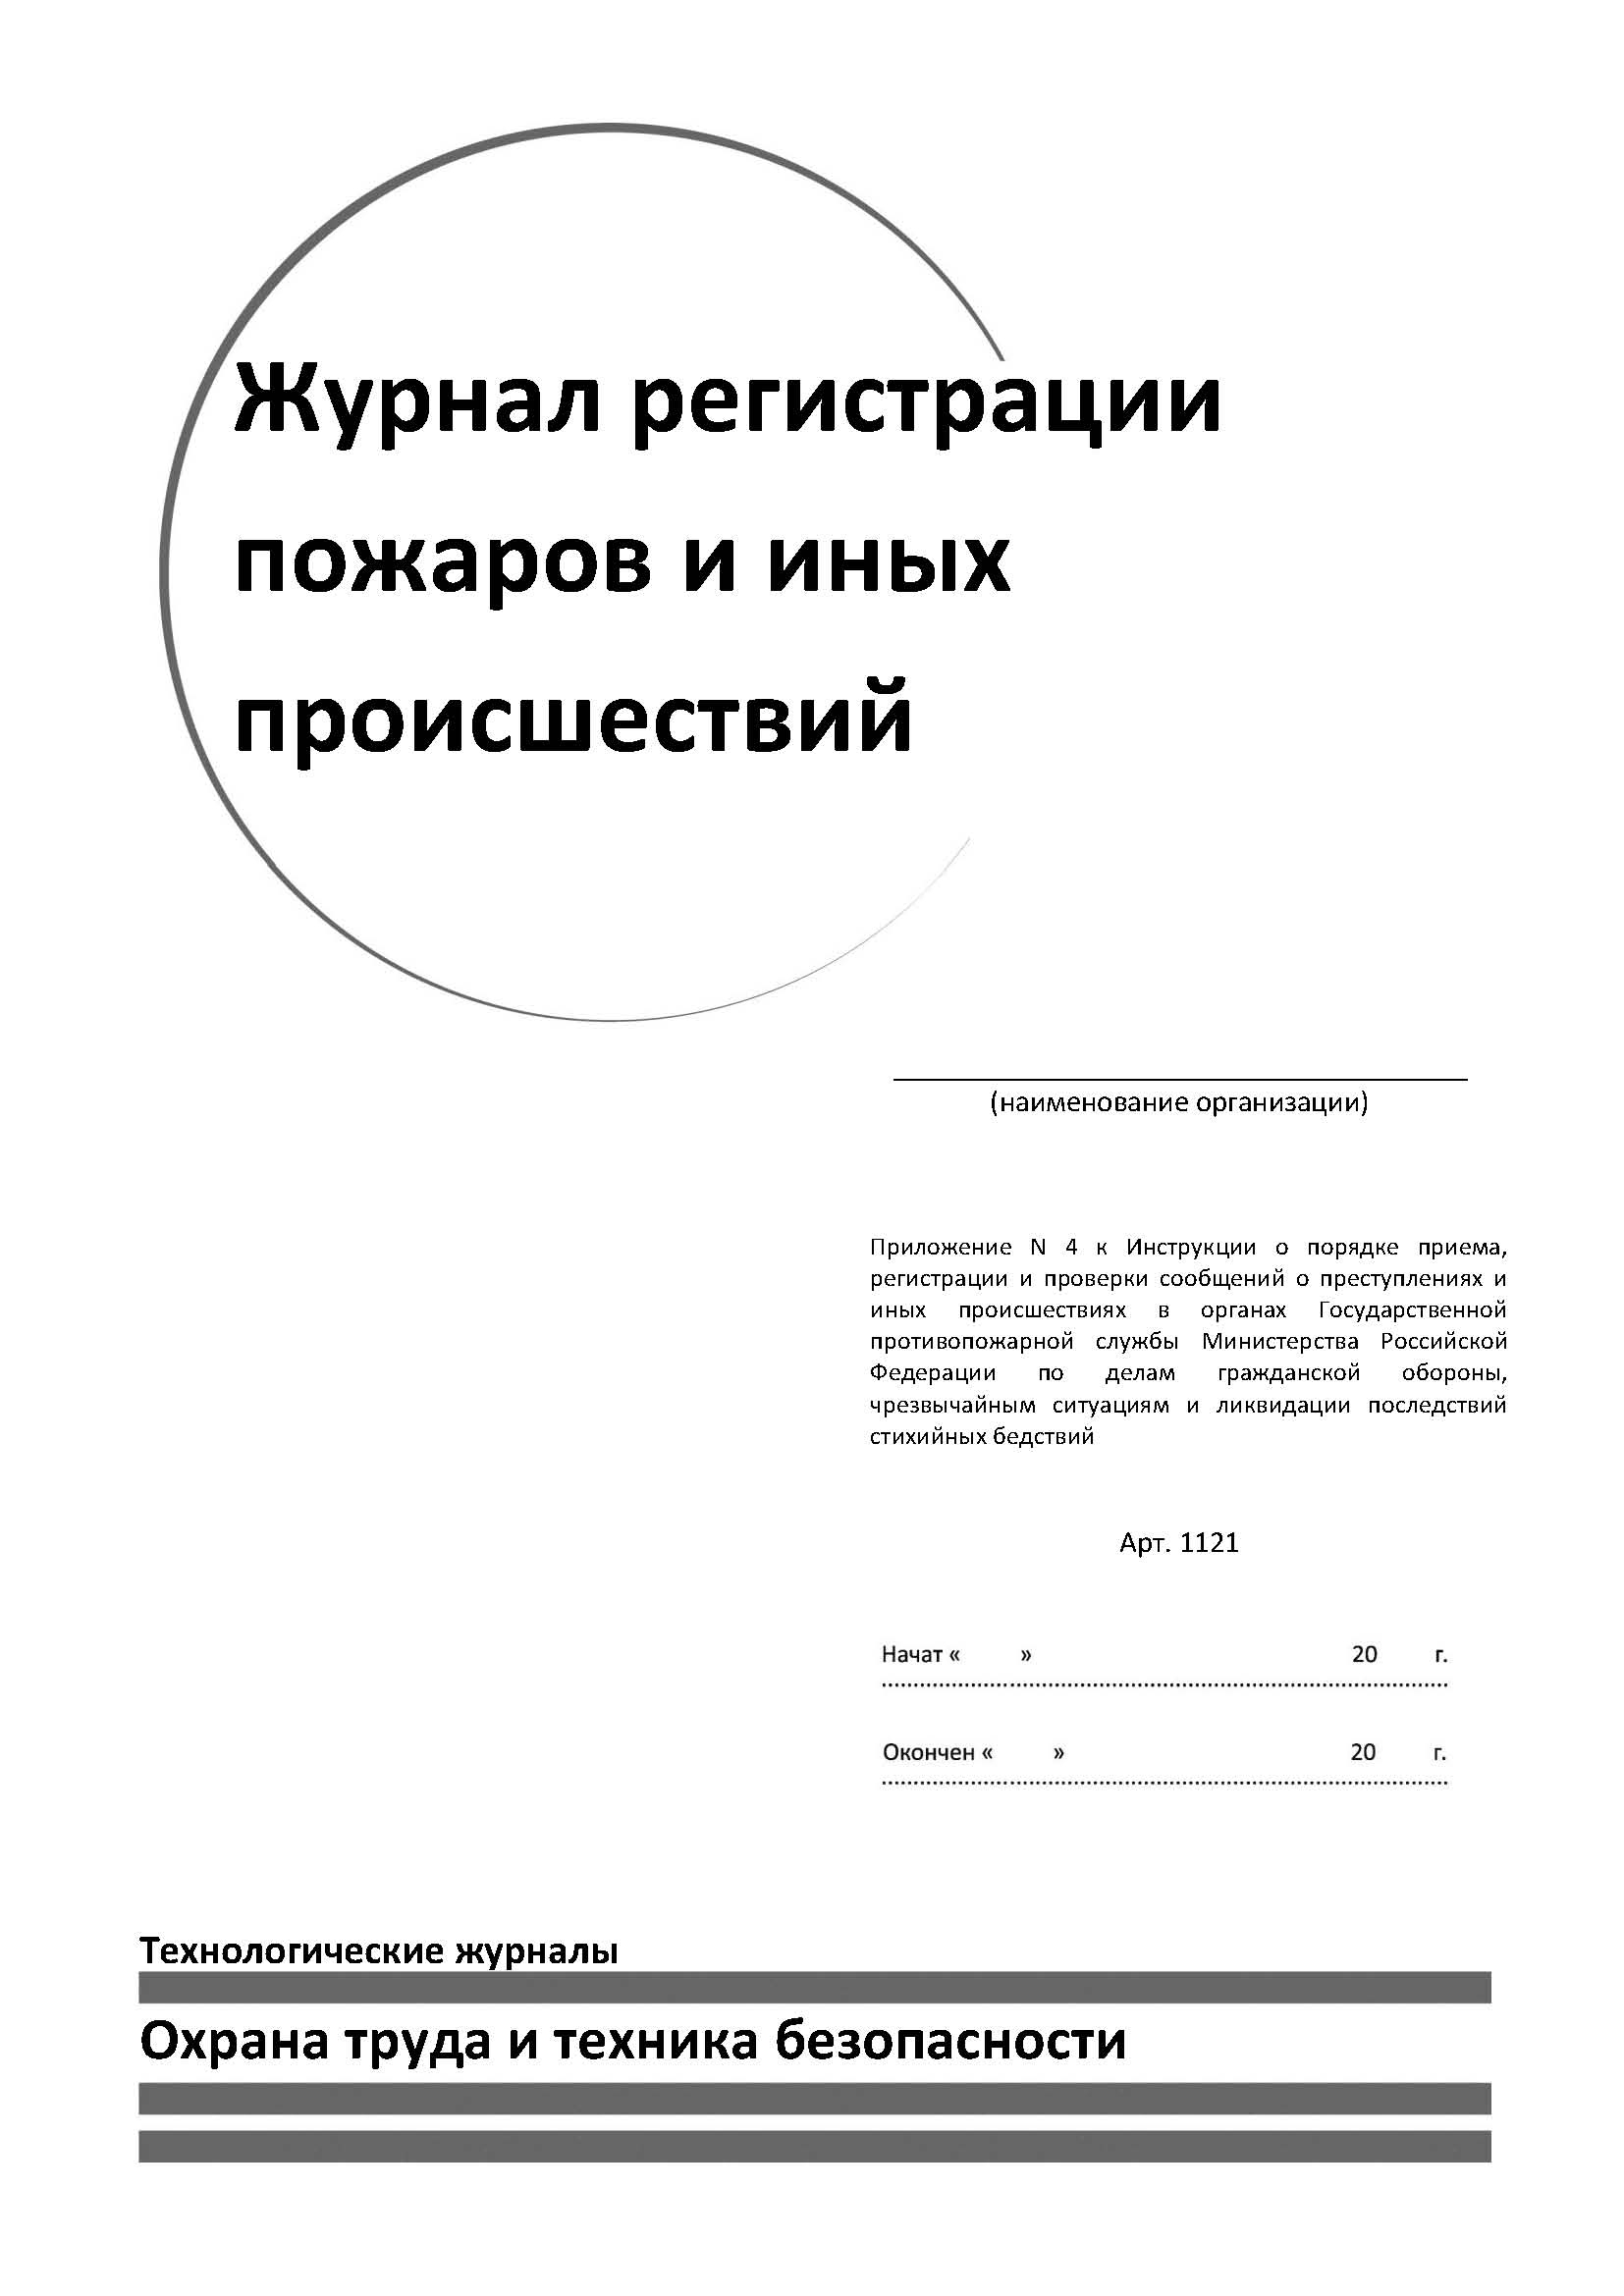 Журнал регистрации
пожаров и иных
происшествий
(наименование организации)
Приложение N 4 к Инструкции о порядке приема,
регистрации и проверки сообщений о преступлениях и
иных происшествиях в органах Государственной
противопожарной службы Министерства Российской
Федерации по делам гражданской обороны,
чрезвычайным ситуациям и ликвидации последствий
стихийных бедствий
Арт. 1121
Начат « » 20 г.
Окончен « » 20 г.
Технологические журналы
Охрана труда и техника безопасности